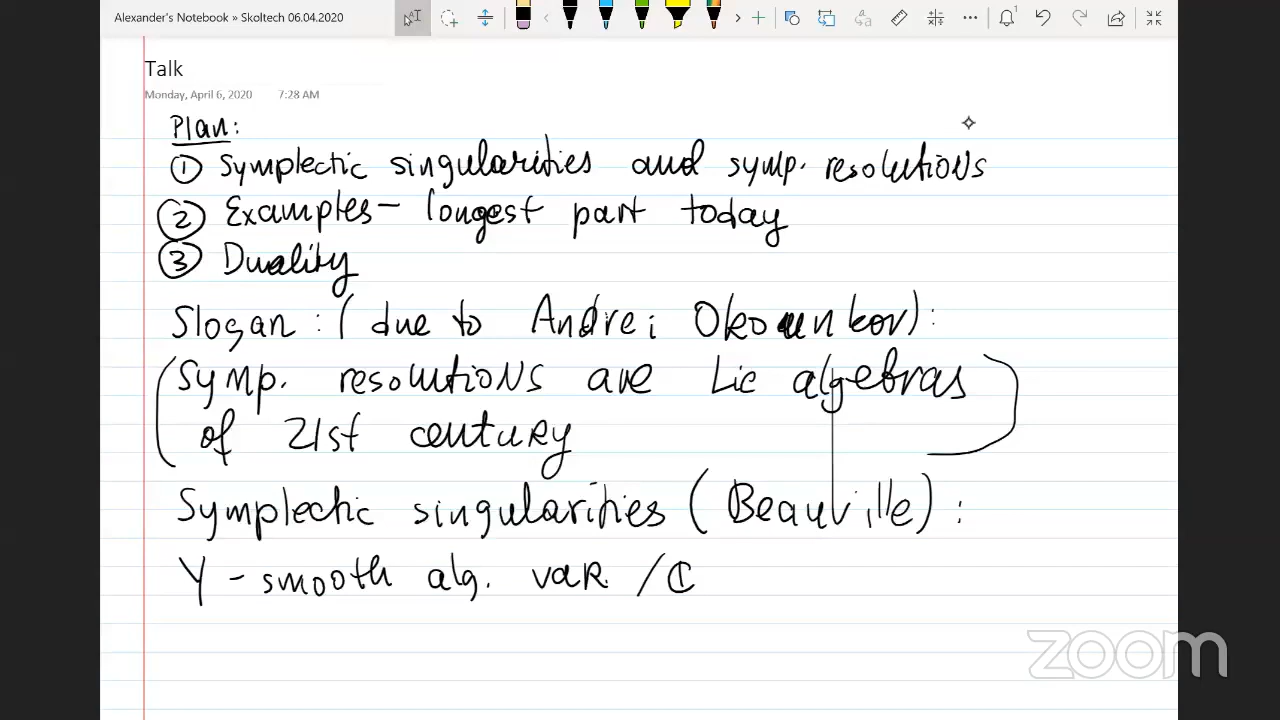 Alexander's Notebook » Skoltech 06.04.2020
Talk
Monday, April 6, 2020 7:28 AM
Plan:
① Symplectic singularities and symp. resolutions
② Examples – longest part today
③ Duality
Slogan: (due to Andrei Okounkov):
Symp. resolutions are Lie algebras
of 21st century
Symplectic singularities (Beauville):
Y – smooth alg. var. /ℂ
zoom